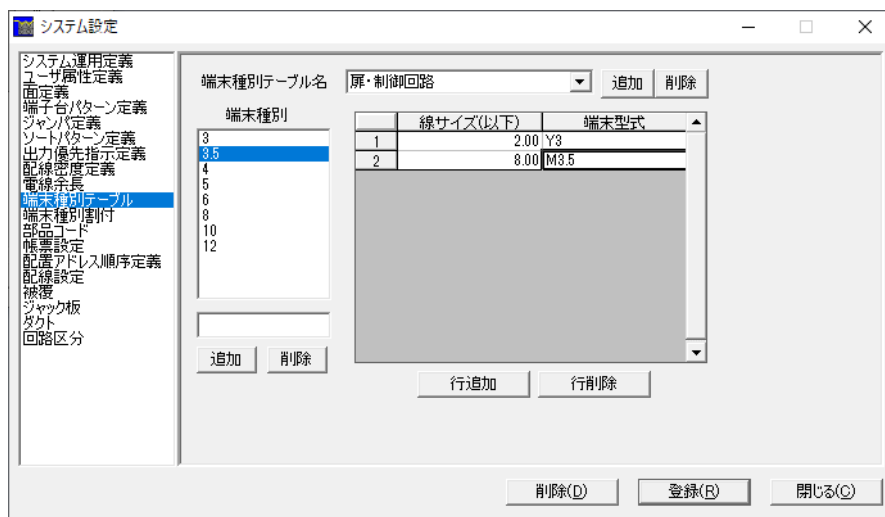 システム設定
システム運用定義
ユーザ属性定義
面定義
端子台パターン定義
ジャンパ定義
ソートパターン定義
出力優先指示定義
配線密度定義
電線余長
端末種別テーブル
端末種別割付
部品コード
帳票設定
配置アドレス順序定義
配線設定
被覆
ジャック板
ダクト
回路区分
端末種別テーブル名 扉・制御回路 追加 削除
端末種別
3
3.5
4
5
6
8
10
12
追加 削除
線サイズ(以下) 端末型式
1 2.00 Y3
2 8.00 M3.5
行追加 行削除
削除(D) 登録(R) 閉じる(C)